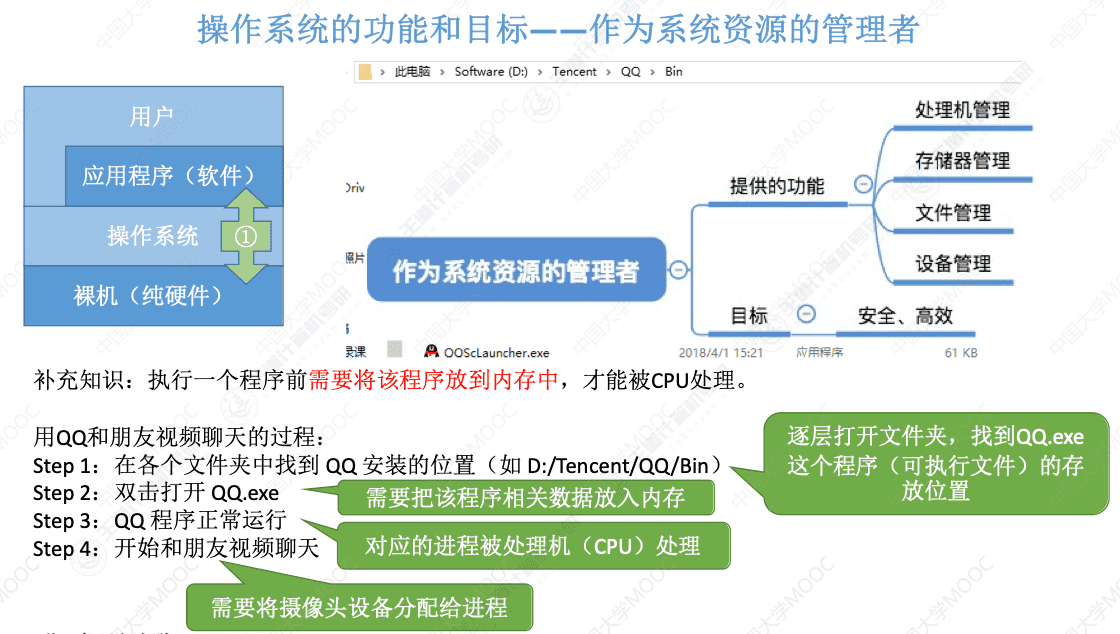 操作系统的功能和目标——作为系统资源的管理者
此电脑 › Software (D:) › Tencent › QQ › Bin
用户
应用程序（软件）
操作系统
①
裸机（纯硬件）
作为系统资源的管理者
提供的功能
处理机管理
存储器管理
文件管理
设备管理
目标
安全、高效
照片
QQScLauncher.exe 2018/4/1 15:21 应用程序 61 KB
补充知识：执行一个程序前需要将该程序放到内存中，才能被CPU处理。
用QQ和朋友视频聊天的过程：
Step 1：在各个文件夹中找到 QQ 安装的位置（如 D:/Tencent/QQ/Bin）
逐层打开文件夹，找到QQ.exe
这个程序（可执行文件）的存
放位置
Step 2：双击打开 QQ.exe
需要把该程序相关数据放入内存
Step 3：QQ 程序正常运行
对应的进程被处理机（CPU）处理
Step 4：开始和朋友视频聊天
需要将摄像头设备分配给进程
中国大学MOOC